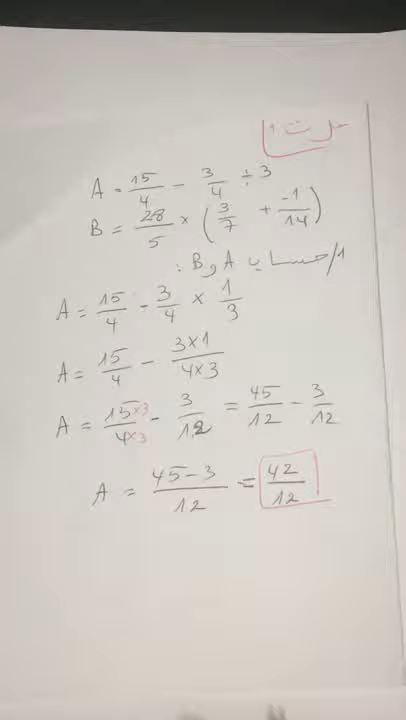 حل ت1
A = 15/4 - 3/4 ÷ 3
B = 28/5 × (3/7 + -1/14)
1/ حساب A و B :
A = 15/4 - 3/4 × 1/3
A = 15/4 - 3×1/4×3
A = 15×3/4×3 - 3/12 = 45/12 - 3/12
A = 45-3/12 = 42/12